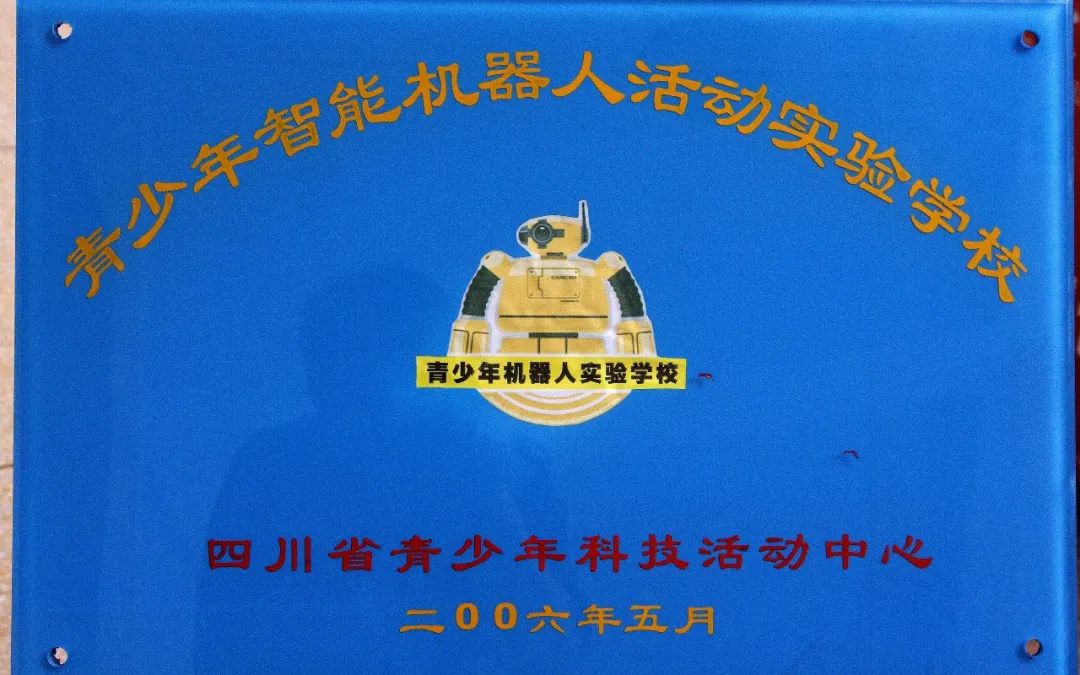 青少年智能机器人活动实验学校
青少年机器人实验学校
四川省青少年科技活动中心
二00六年五月